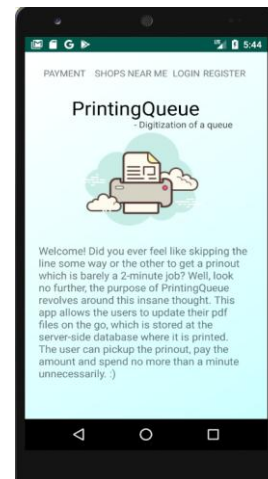 5:44
PAYMENT SHOPS NEAR ME LOGIN REGISTER
PrintingQueue
- Digitization of a queue
Welcome! Did you ever feel like skipping the
line some way or the other to get a prinout
which is barely a 2-minute job? Well, look
no further, the purpose of PrintingQueue
revolves around this insane thought. This
app allows the users to update their pdf
files on the go, which is stored at the
server-side database where it is printed.
The user can pickup the prinout, pay the
amount and spend no more than a minute
unnecessarily. :)